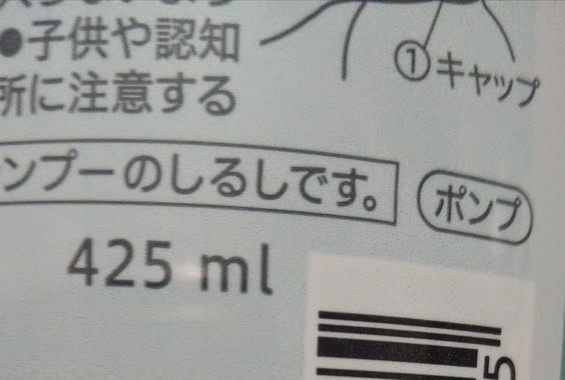 ●子供や認知
①キャップ
所に注意する
ンプーのしるしです。
ポンプ
425 ml
5